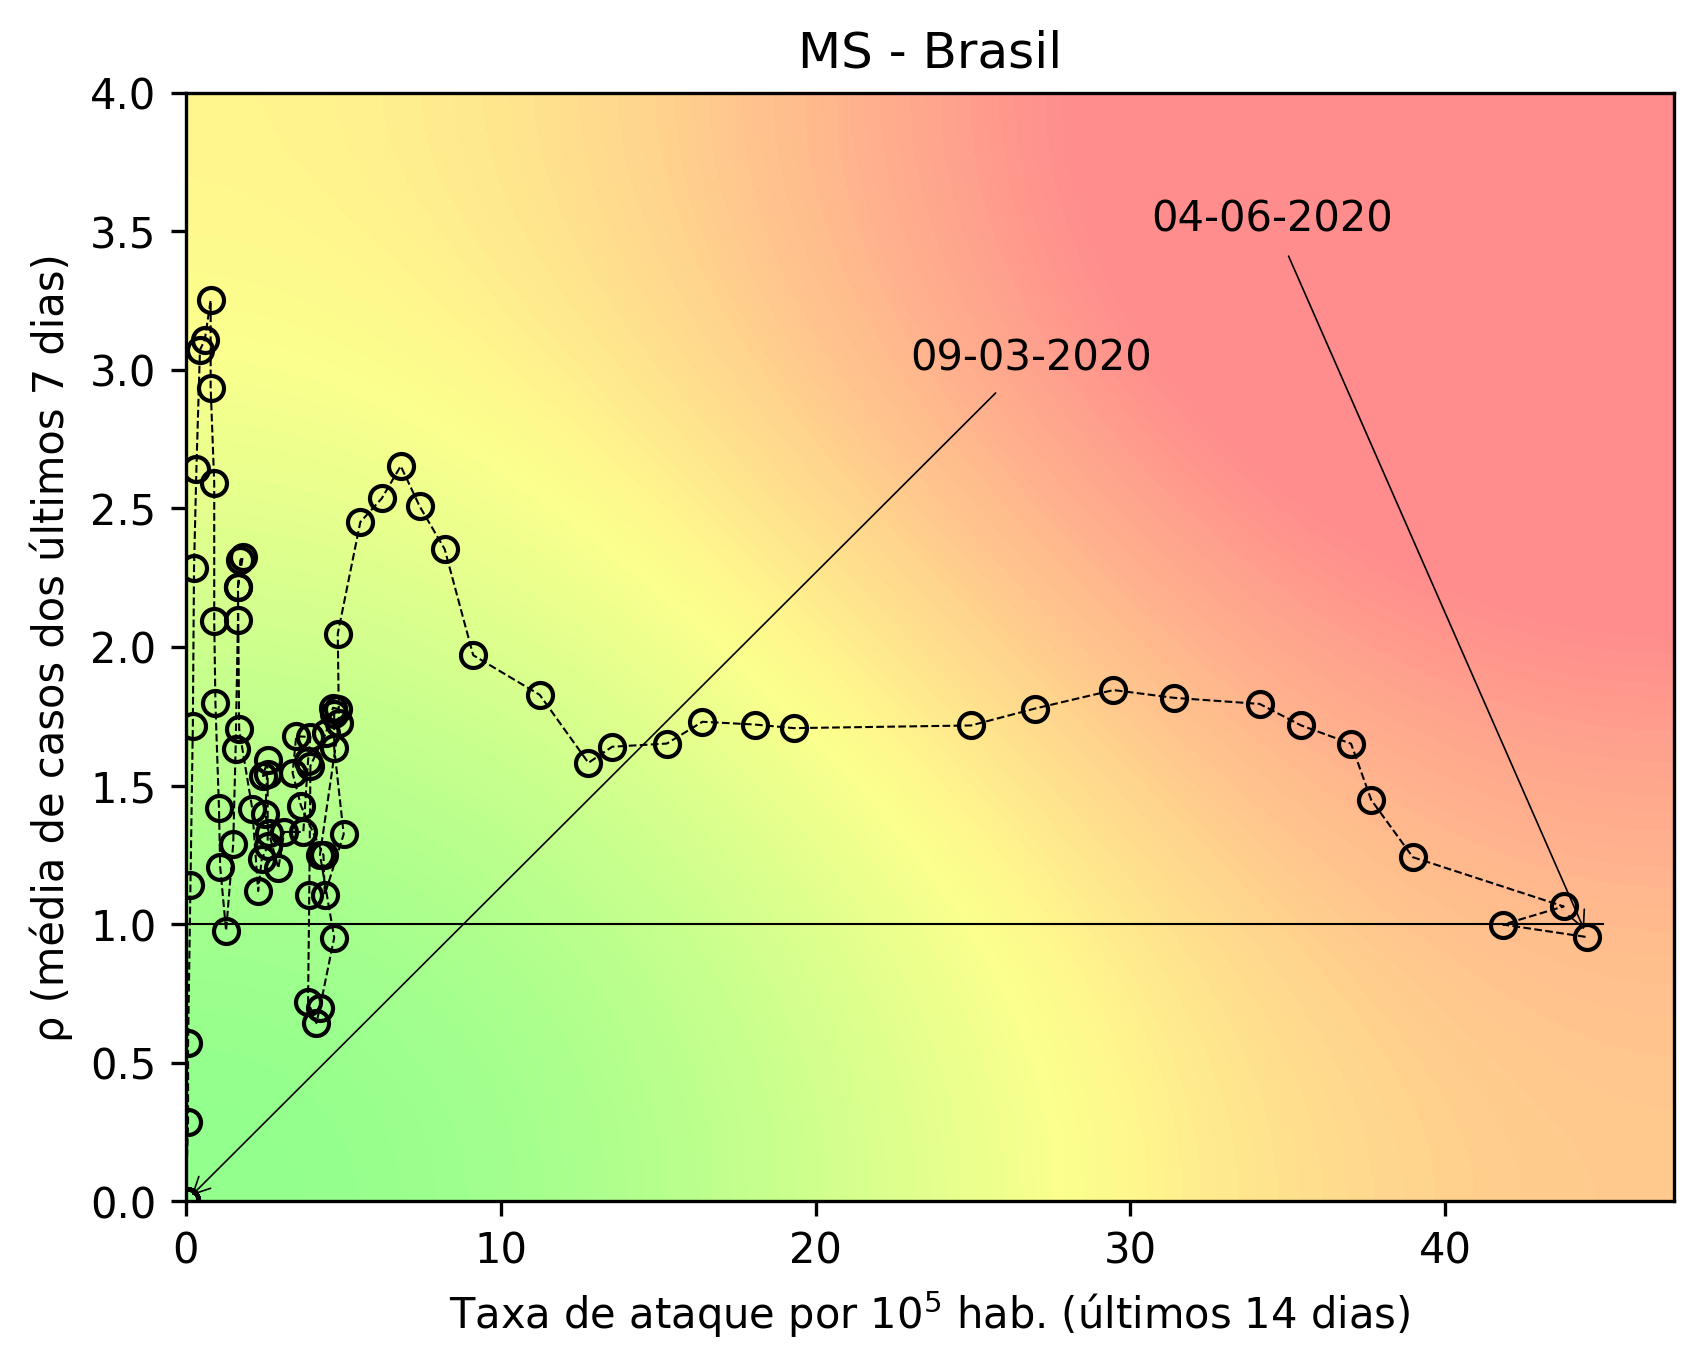 MS - Brasil
4.0
3.5
3.0
2.5
2.0
1.5
1.0
0.5
0.0
ρ (média de casos dos últimos 7 dias)
04-06-2020
09-03-2020
0 10 20 30 40
Taxa de ataque por 10⁵ hab. (últimos 14 dias)